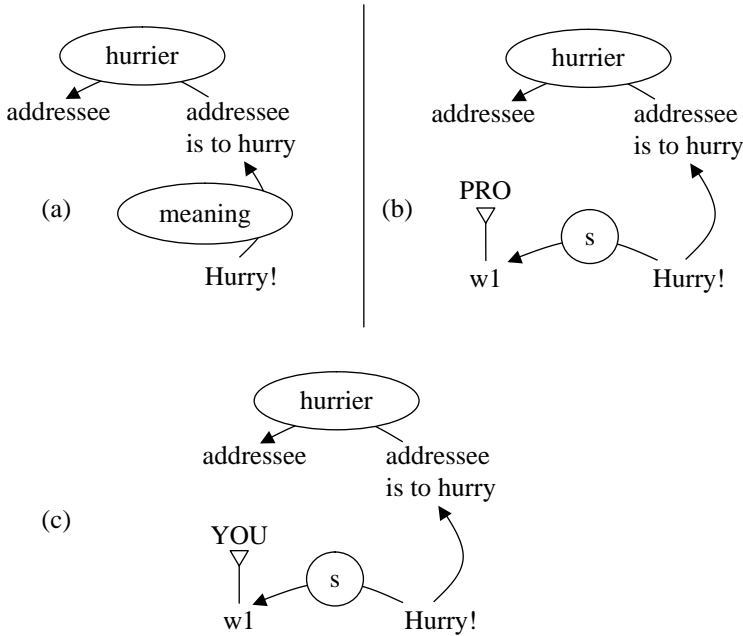 hurrier
addressee
addressee
is to hurry
(a)
meaning
Hurry!
hurrier
addressee
addressee
is to hurry
(b)
PRO
s
w1
Hurry!
hurrier
addressee
addressee
is to hurry
(c)
YOU
s
w1
Hurry!